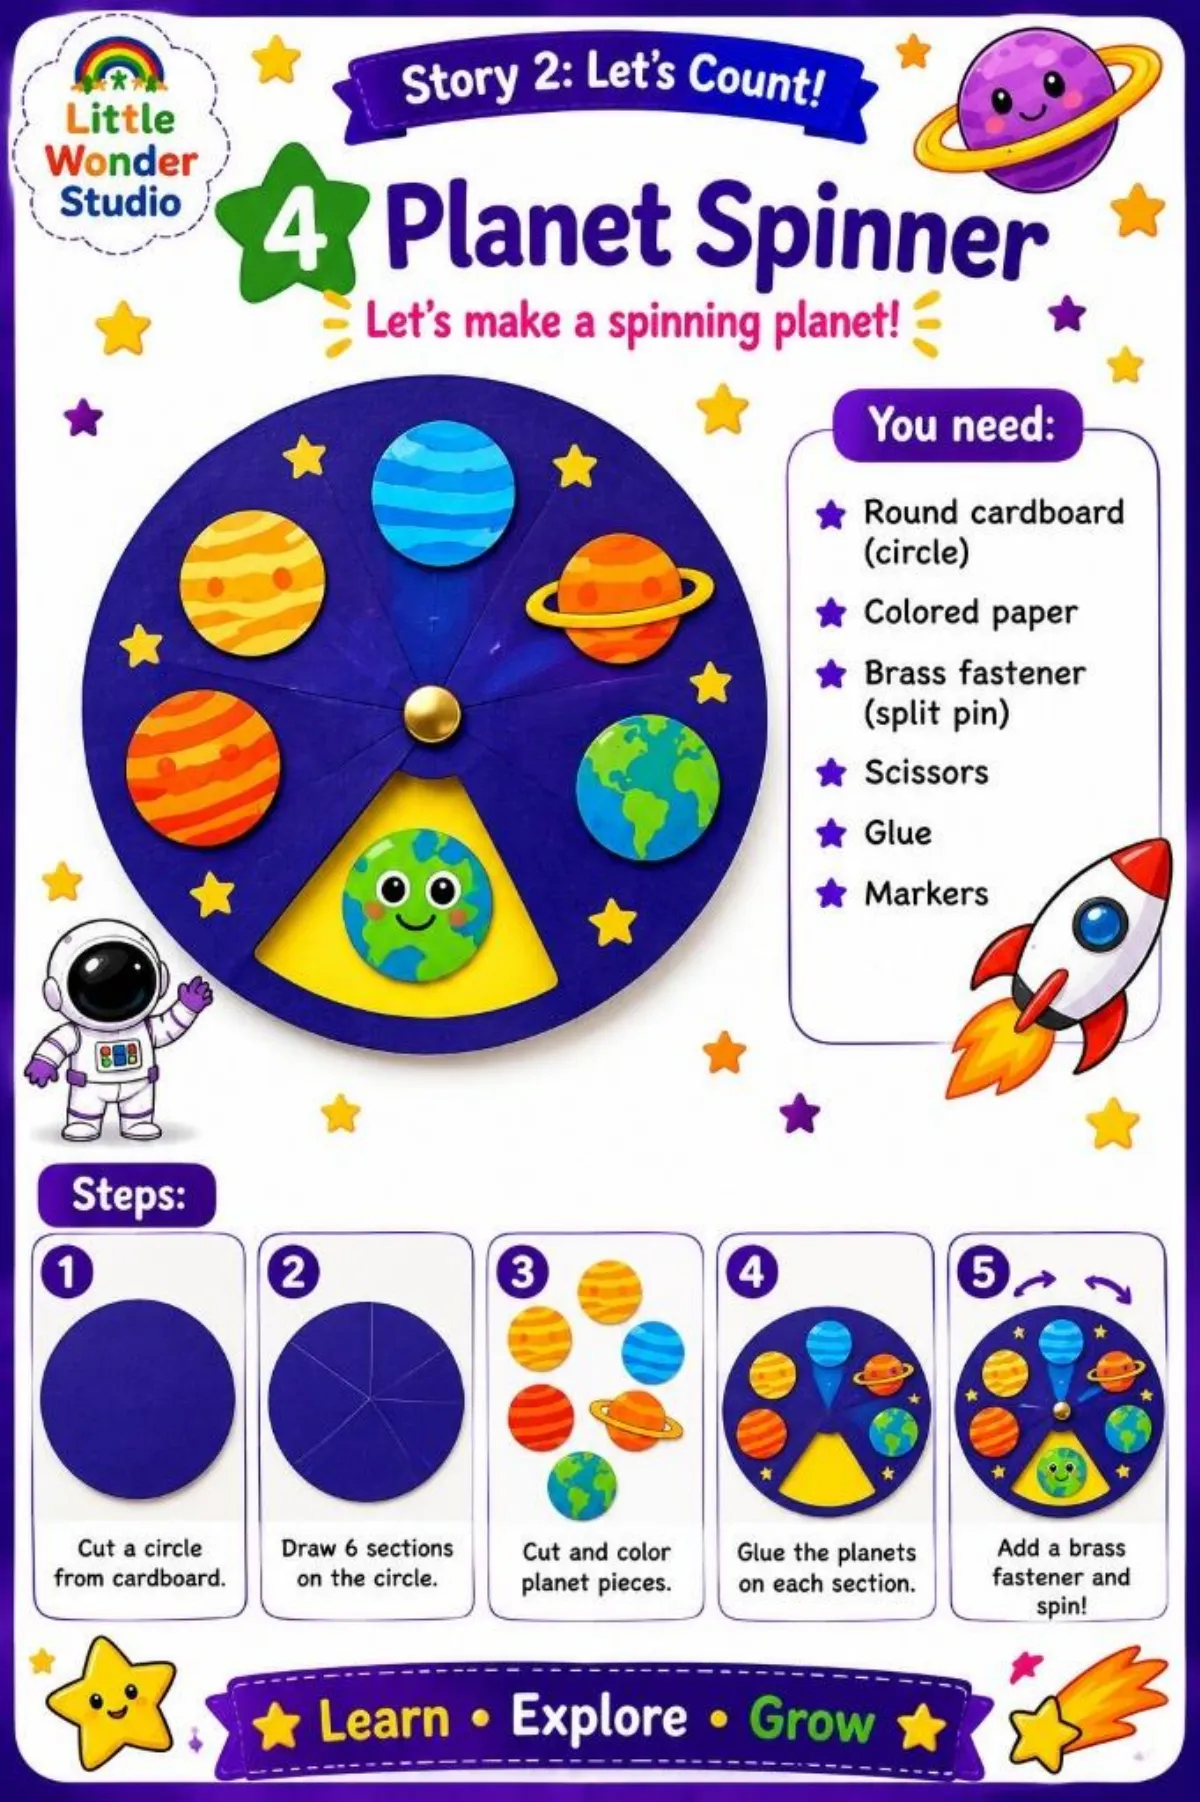 Little
Wonder
Studio
Story 2: Let's Count!
4
Planet Spinner
Let's make a spinning planet!
You need:
Round cardboard
(circle)
Colored paper
Brass fastener
(split pin)
Scissors
Glue
Markers
Steps:
1
Cut a circle
from cardboard.
2
Draw 6 sections
on the circle.
3
Cut and color
planet pieces.
4
Glue the planets
on each section.
5
Add a brass
fastener and
spin!
Learn • Explore • Grow